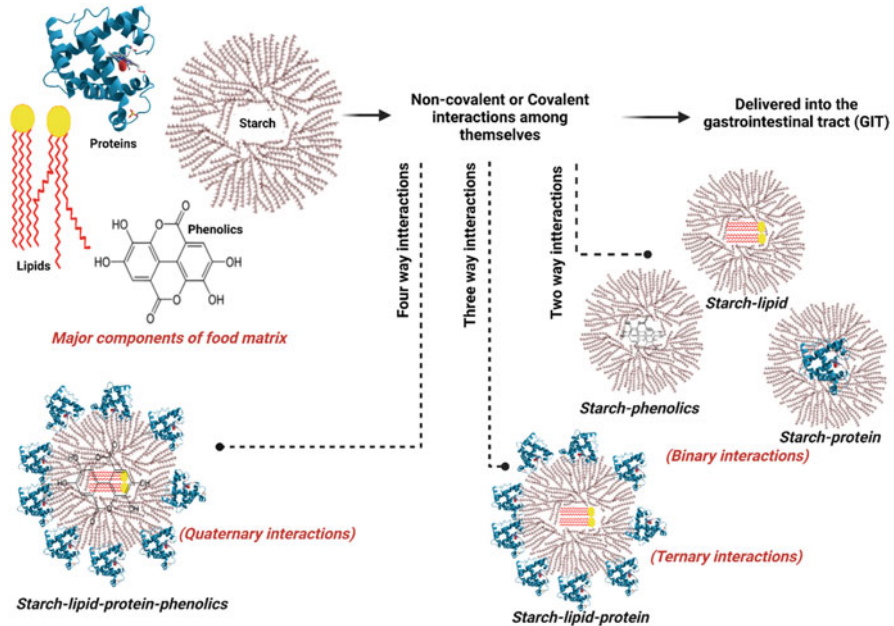 Proteins
Starch
Lipids
Phenolics
HO
HO
O
O
O
O
OH
OH
Major components of food matrix
Non-covalent or Covalent
interactions among
themselves
Delivered into the
gastrointestinal tract (GIT)
Four way intteractions
Three way intteractions
Two way intteractions
Starch-lipid
Starch-phenolics
Starch-protein
(Binary interactions)
(Quaternary interactions)
Starch-lipid-protein-phenolics
(Ternary interactions)
Starch-lipid-protein